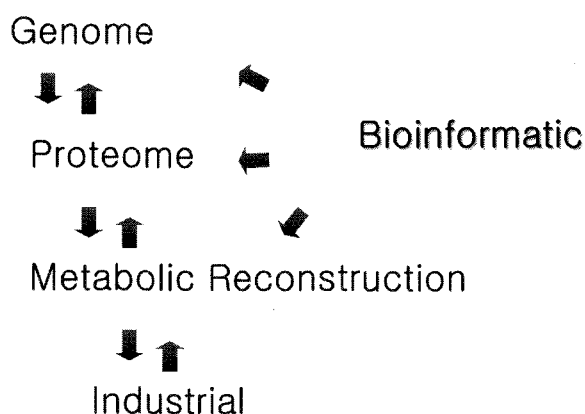 Genome
Bioinformatic
Proteome
Metabolic Reconstruction
Industrial